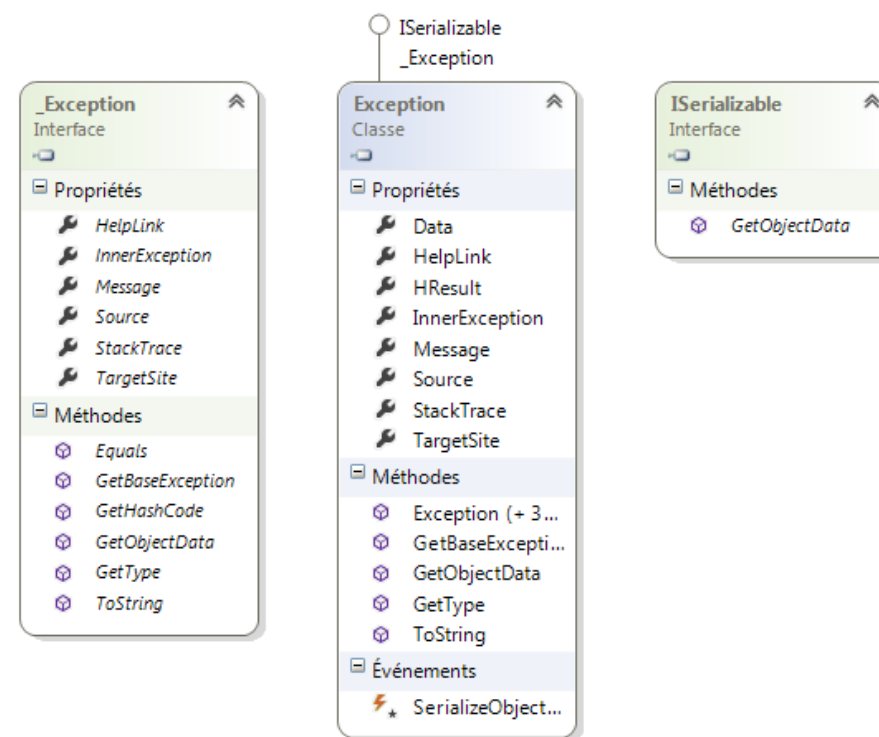 ISerializable
_Exception
_Exception
Interface
Propriétés
HelpLink
InnerException
Message
Source
StackTrace
TargetSite
Méthodes
Equals
GetBaseException
GetHashCode
GetObjectData
GetType
ToString
Exception
Classe
Propriétés
Data
HelpLink
HResult
InnerException
Message
Source
StackTrace
TargetSite
Méthodes
Exception (+ 3...
GetBaseExcepti...
GetObjectData
GetType
ToString
Événements
SerializeObject...
ISerializable
Interface
Méthodes
GetObjectData